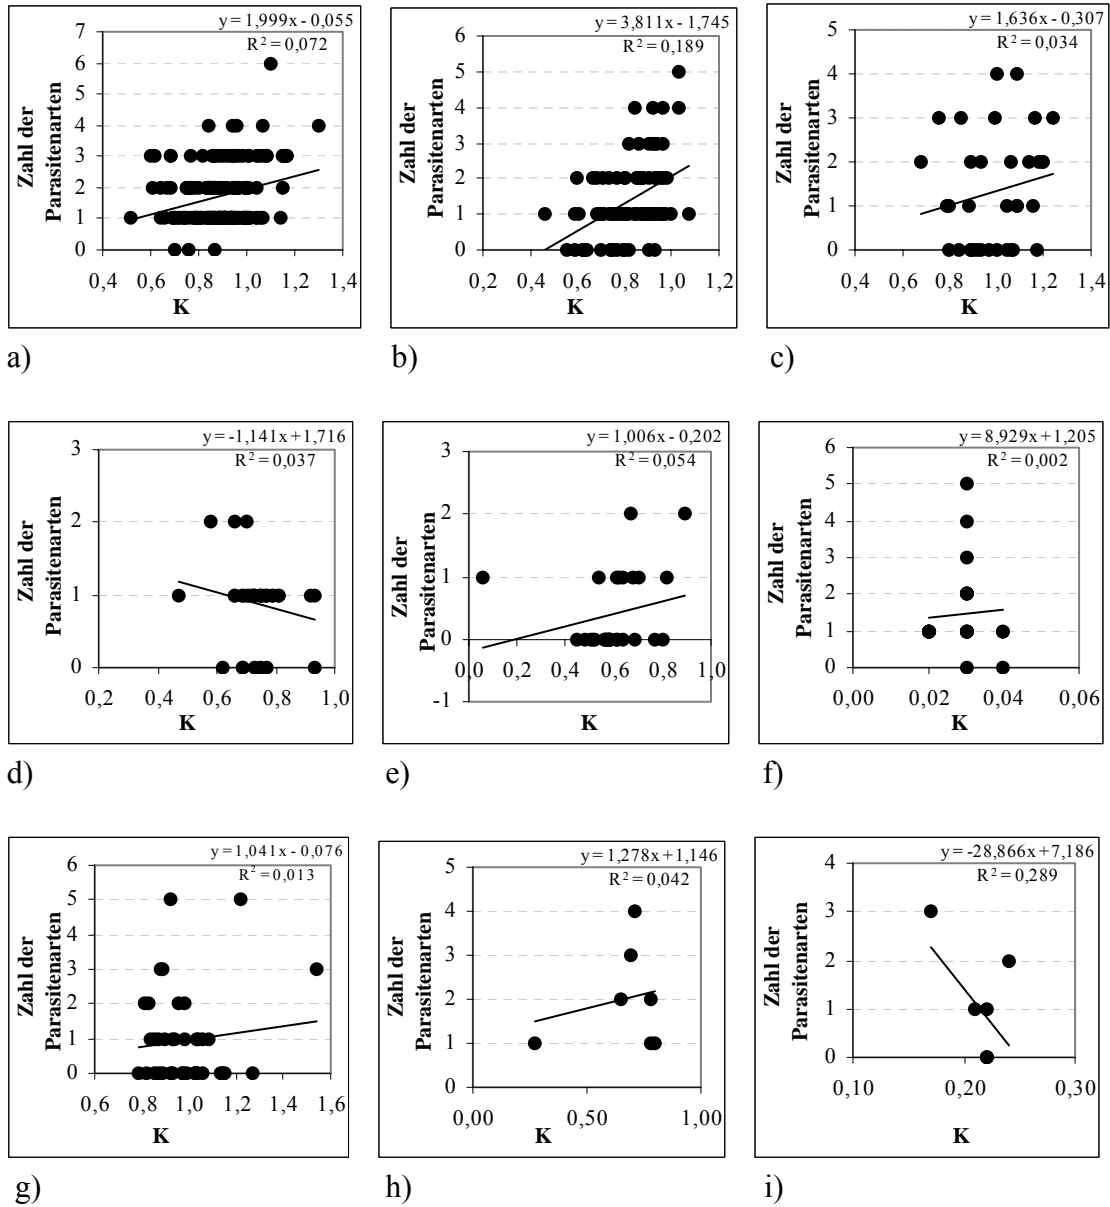 y = 1,999x - 0,055
R² = 0,072
7
6
5
4
3
2
1
0
0,4 0,6 0,8 1,0 1,2 1,4
K
Zahl der
Parasitenarten
a)
y = 3,811x - 1,745
R² = 0,189
6
5
4
3
2
1
0
0,2 0,4 0,6 0,8 1,0 1,2
K
Zahl der
Parasitenarten
b)
y = 1,636x - 0,307
R² = 0,034
5
4
3
2
1
0
0,4 0,6 0,8 1,0 1,2 1,4
K
Zahl der
Parasitenarten
c)
y = -1,141x + 1,716
R² = 0,037
3
2
1
0
0,2 0,4 0,6 0,8 1,0
K
Zahl der
Parasitenarten
d)
y = 1,006x - 0,202
R² = 0,054
3
2
1
0
-1
0,0 0,2 0,4 0,6 0,8 1,0
K
Zahl der
Parasitenarten
e)
y = 8,929x + 1,205
R² = 0,002
6
5
4
3
2
1
0
0,00 0,02 0,04 0,06
K
Zahl der
Parasitenarten
f)
y = 1,041x - 0,076
R² = 0,013
6
5
4
3
2
1
0
0,6 0,8 1,0 1,2 1,4 1,6
K
Zahl der
Parasitenarten
g)
y = 1,278x + 1,146
R² = 0,042
5
4
3
2
1
0
0,00 0,50 1,00
K
Zahl der
Parasitenarten
h)
y = -28,866x + 7,186
R² = 0,289
4
3
2
1
0
0,10 0,20 0,30
K
Zahl der
Parasitenarten
i)